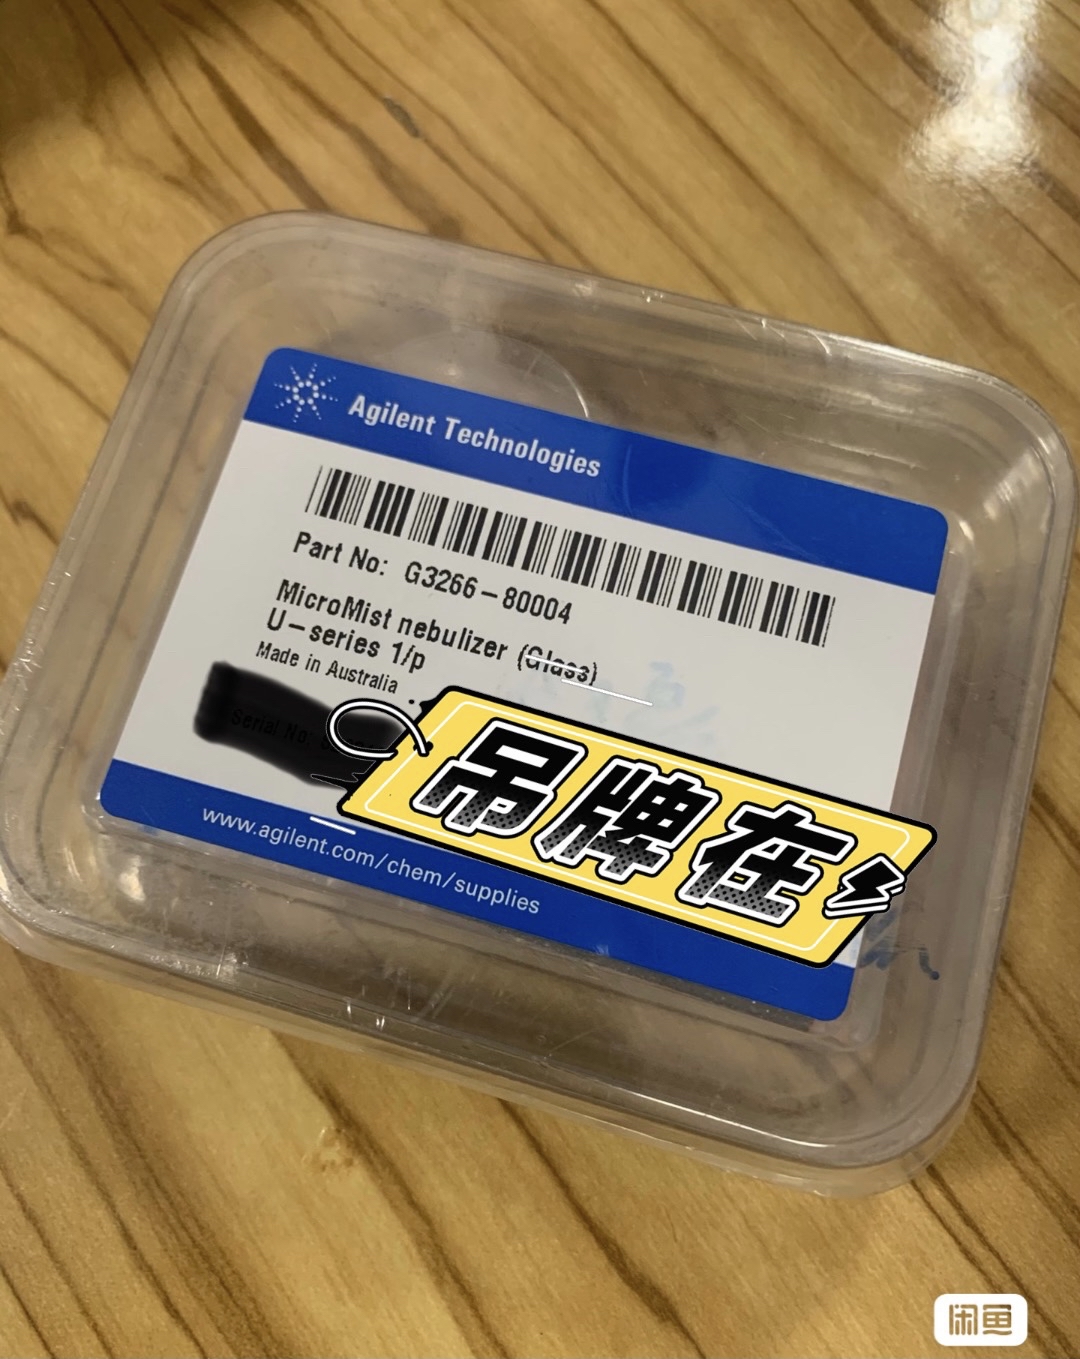 Agilent Technologies
Part No: G3266-80004
MicroMist nebulizer (Glass)
U-series 1/p
Made in Australia
Serial No:
吊牌在
www.agilent.com/chem/supplies
闲鱼